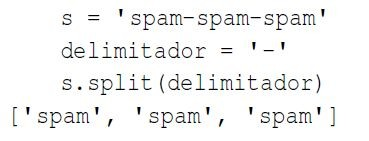 s = 'spam-spam-spam'
delimitador = '-'
s.split(delimitador)
['spam', 'spam', 'spam']